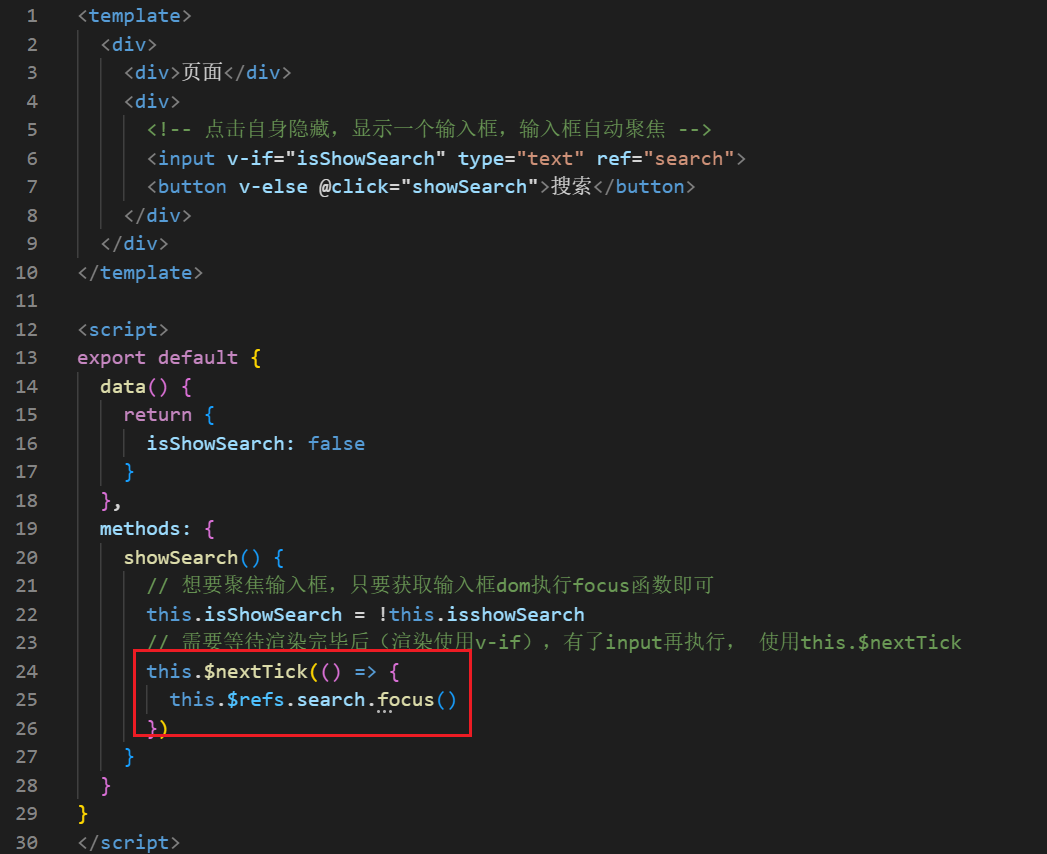 1 <template>
2   <div>
3     <div>页面</div>
4     <div>
5       <!-- 点击自身隐藏，显示一个输入框，输入框自动聚焦 -->
6       <input v-if="isShowSearch" type="text" ref="search">
7       <button v-else @click="showSearch">搜索</button>
8     </div>
9   </div>
10 </template>
11
12 <script>
13 export default {
14   data() {
15     return {
16       isShowSearch: false
17     }
18   },
19   methods: {
20     showSearch() {
21       // 想要聚焦输入框，只要获取输入框dom执行focus函数即可
22       this.isShowSearch = !this.isshowSearch
23       // 需要等待渲染完毕后（渲染使用v-if），有了input再执行， 使用this.$nextTick
24       this.$nextTick(() => {
25         this.$refs.search.focus()
26       })
27     }
28   }
29 }
30 </script>